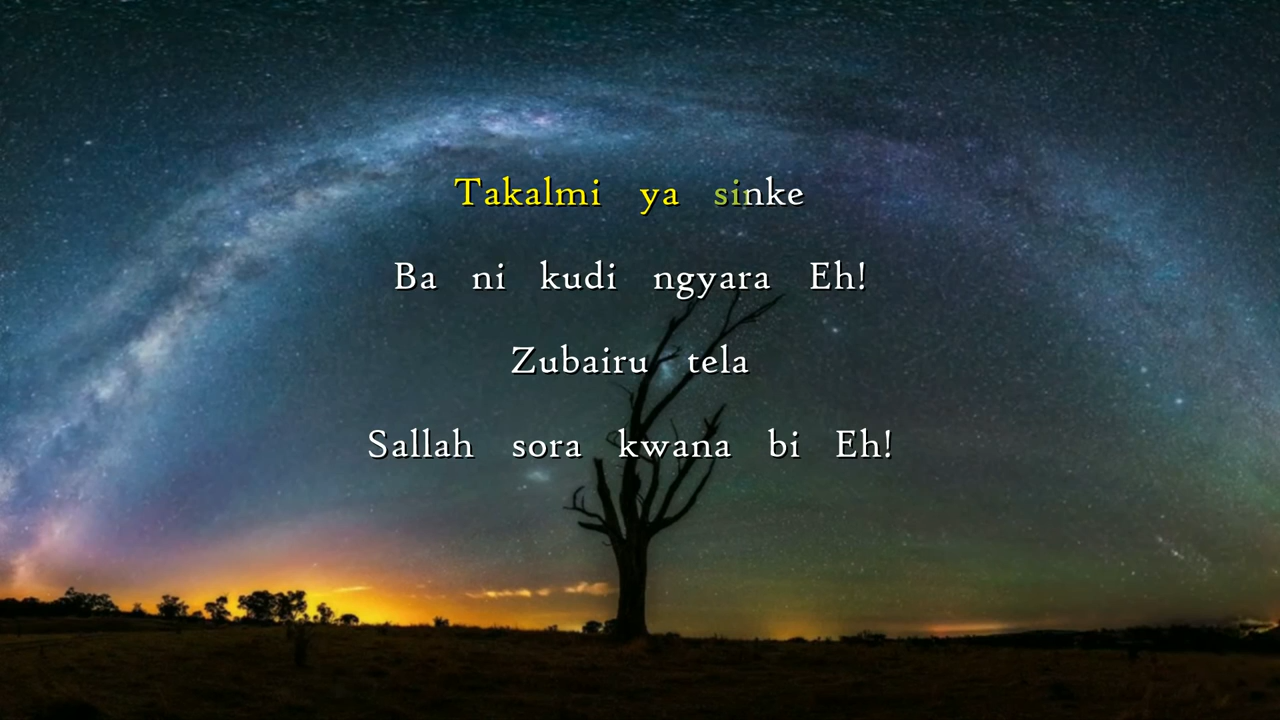 Takalmi ya sinke
Ba ni kudi ngyara Eh!
Zubairu tela
Sallah sora kwana bi Eh!